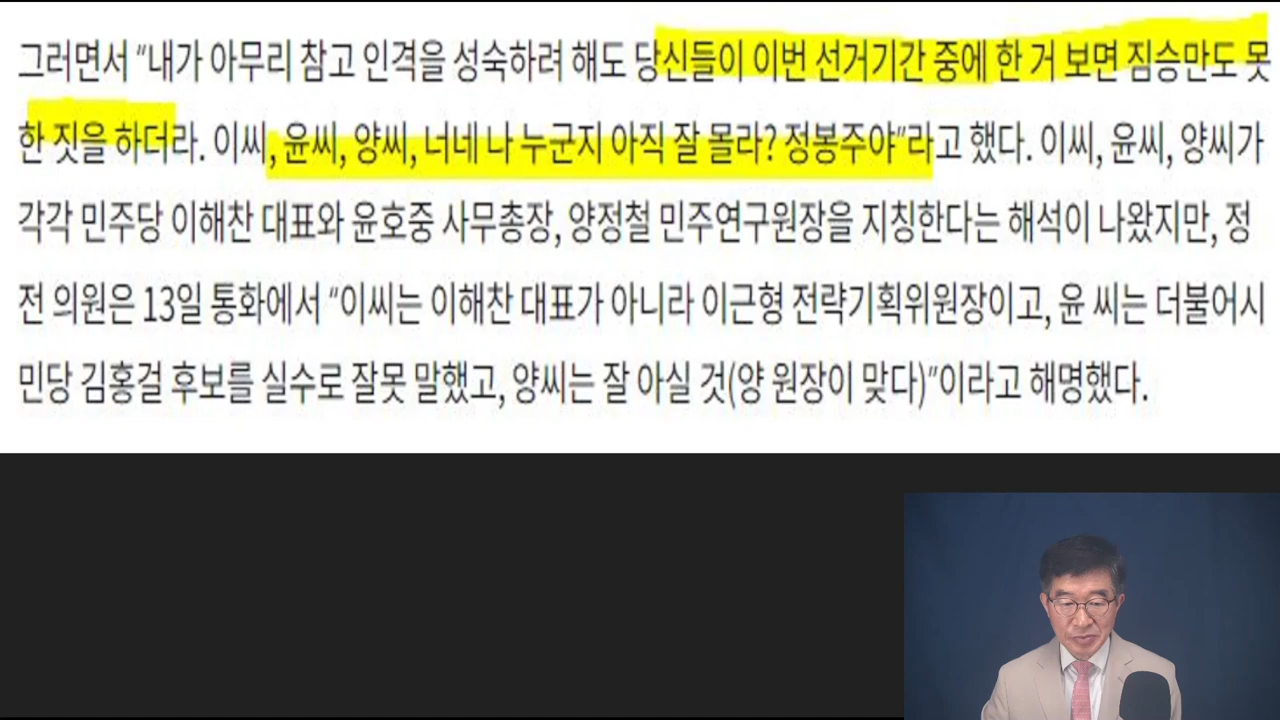 그러면서 “내가 아무리 참고 인격을 성숙하려 해도 당신들이 이번 선거기간 중에 한 거 보면 짐승만도 못
한 짓을 하더라. 이씨, 윤씨, 양씨, 너네 나 누군지 아직 잘 몰라? 정봉주야”라고 했다. 이씨, 윤씨, 양씨가
각각 민주당 이해찬 대표와 윤호중 사무총장, 양정철 민주연구원장을 지칭한다는 해석이 나왔지만, 정
전 의원은 13일 통화에서 “이씨는 이해찬 대표가 아니라 이근형 전략기획위원장이고, 윤 씨는 더불어시
민당 김홍걸 후보를 실수로 잘못 말했고, 양씨는 잘 아실 것(양 원장이 맞다)”이라고 해명했다.